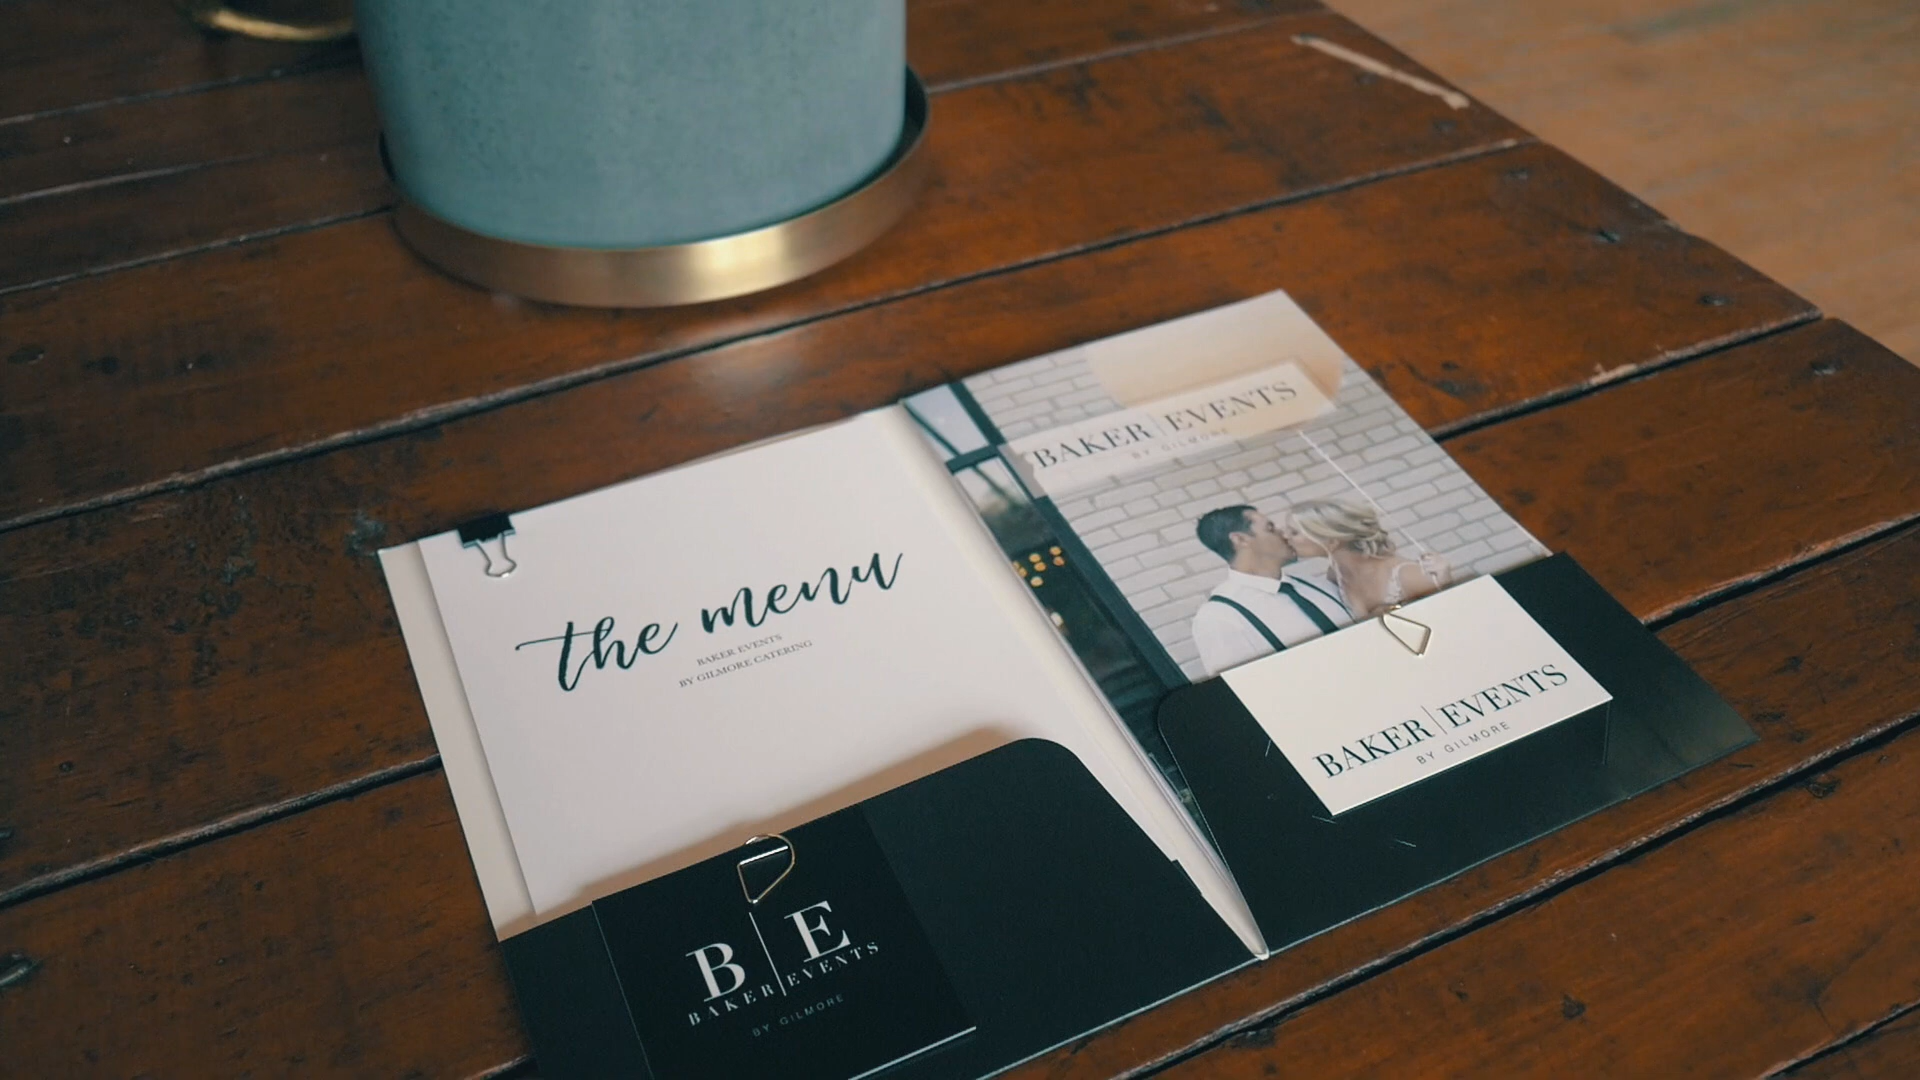 the menu
BAKER EVENTS
BY GILMORE CATERING
B|E
BAKER|EVENTS
BY GILMORE
BAKER|EVENTS
BY GILMORE
BAKER|EVENTS
BY GILMORE